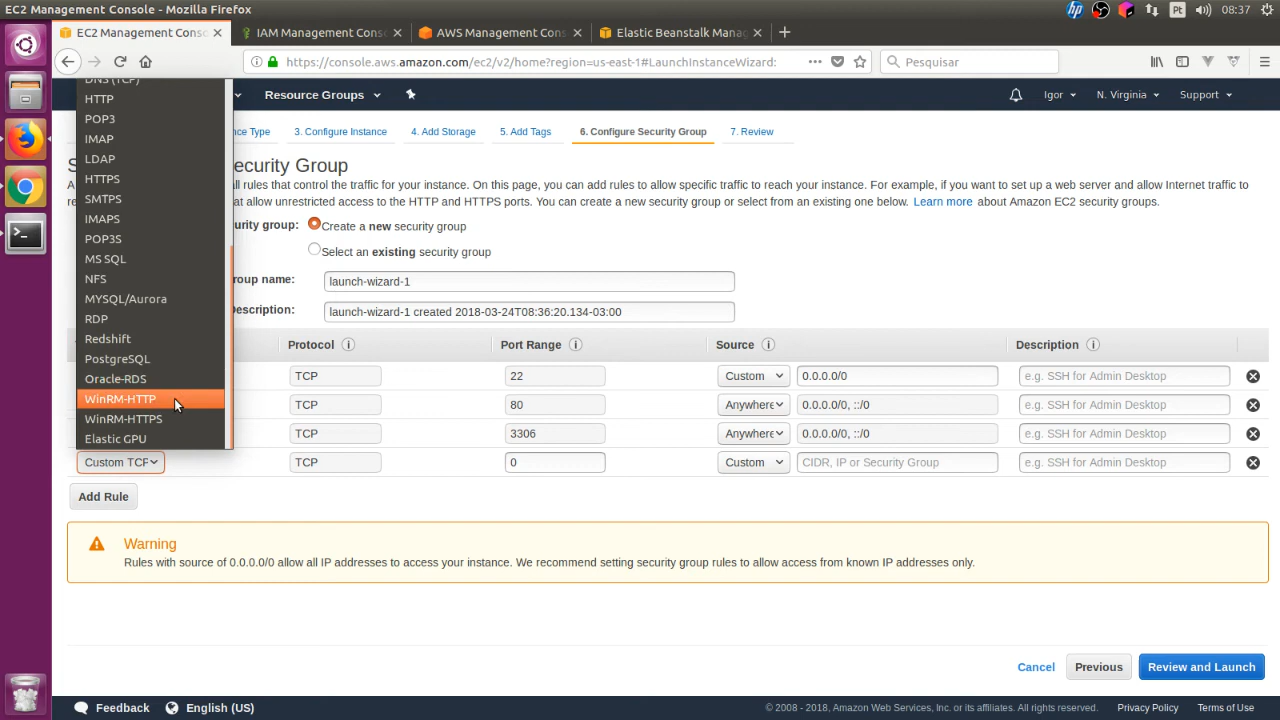 EC2 Management Console - Mozilla Firefox
Pt
08:37
EC2 Management Conso
IAM Management Conso
AWS Management Cons
Elastic Beanstalk Manag
https://console.aws.amazon.com/ec2/v2/home?region=us-east-1#LaunchInstanceWizard:
Pesquisar
Resource Groups
Igor
N. Virginia
Support
nce Type
3. Configure Instance
4. Add Storage
5. Add Tags
6. Configure Security Group
7. Review
S
ecurity Group
A
all rules that control the traffic for your instance. On this page, you can add rules to allow specific traffic to reach your instance. For example, if you want to set up a web server and allow Internet traffic to
re
at allow unrestricted access to the HTTP and HTTPS ports. You can create a new security group or select from an existing one below. Learn more about Amazon EC2 security groups.
urity group:
Create a new security group
Select an existing security group
roup name:
launch-wizard-1
Description:
launch-wizard-1 created 2018-03-24T08:36:20.134-03:00
DNS (TCP)
HTTP
POP3
IMAP
LDAP
HTTPS
SMTPS
IMAPS
POP3S
MS SQL
NFS
MYSQL/Aurora
RDP
Redshift
PostgreSQL
Oracle-RDS
WinRM-HTTP
WinRM-HTTPS
Elastic GPU
Protocol
Port Range
Source
Description
TCP
22
Custom
0.0.0.0/0
e.g. SSH for Admin Desktop
TCP
80
Anywhere
0.0.0.0/0, ::/0
e.g. SSH for Admin Desktop
TCP
3306
Anywhere
0.0.0.0/0, ::/0
e.g. SSH for Admin Desktop
Custom TCP
TCP
0
Custom
CIDR, IP or Security Group
e.g. SSH for Admin Desktop
Add Rule
Warning
Rules with source of 0.0.0.0/0 allow all IP addresses to access your instance. We recommend setting security group rules to allow access from known IP addresses only.
Cancel
Previous
Review and Launch
Feedback
English (US)
© 2008 - 2018, Amazon Web Services, Inc. or its affiliates. All rights reserved.
Privacy Policy
Terms of Use